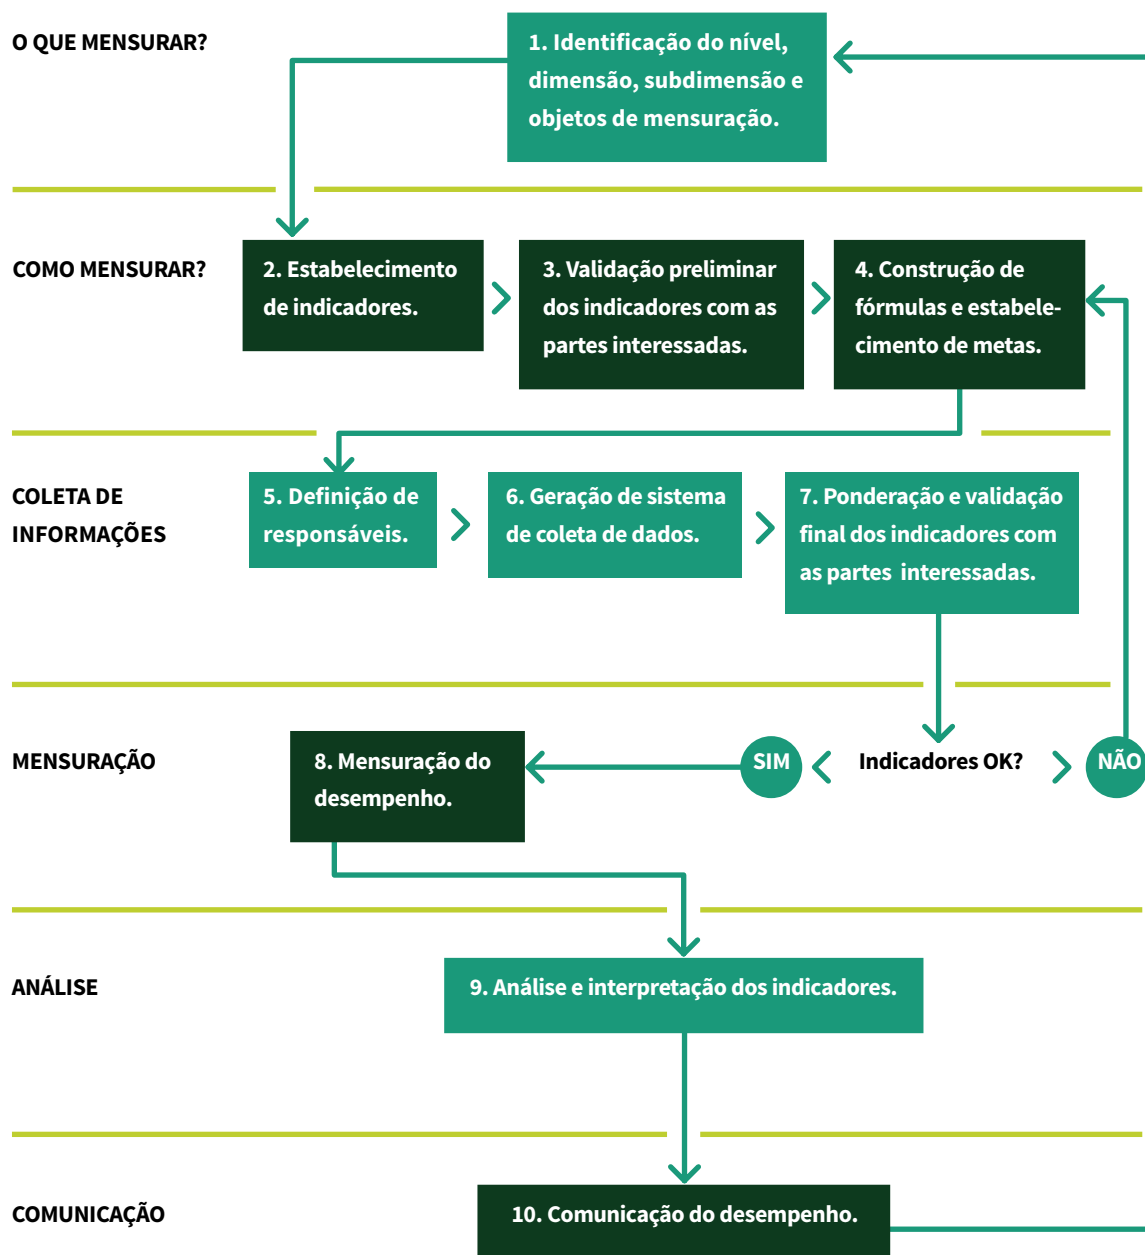 O QUE MENSURAR?
1. Identificação do nível,
dimensão, subdimensão e
objetos de mensuração.
COMO MENSURAR?
2. Estabelecimento
de indicadores.
3. Validação preliminar
dos indicadores com as
partes interessadas.
4. Construção de
fórmulas e estabele-
cimento de metas.
COLETA DE
INFORMAÇÕES
5. Definição de
responsáveis.
6. Geração de sistema
de coleta de dados.
7. Ponderação e validação
final dos indicadores com
as partes interessadas.
MENSURAÇÃO
8. Mensuração do
desempenho.
SIM
Indicadores OK?
NÃO
ANÁLISE
9. Análise e interpretação dos indicadores.
COMUNICAÇÃO
10. Comunicação do desempenho.